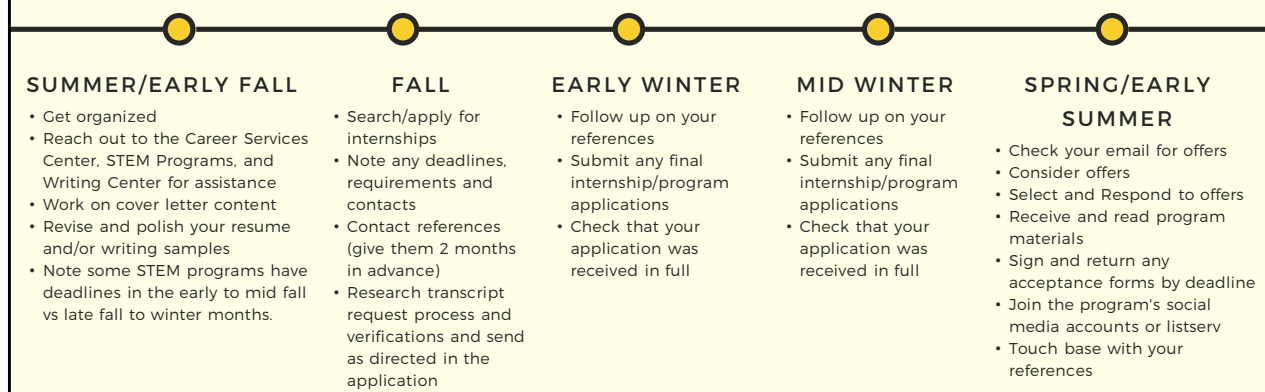 SUMMER/EARLY FALL
• Get organized
• Reach out to the Career Services
Center, STEM Programs, and
Writing Center for assistance
• Work on cover letter content
• Revise and polish your resume
and/or writing samples
• Note some STEM programs have
deadlines in the early to mid fall
vs late fall to winter months.
FALL
• Search/apply for
internships
• Note any deadlines,
requirements and
contacts
• Contact references
(give them 2 months
in advance)
• Research transcript
request process and
verifications and send
as directed in the
application
EARLY WINTER
• Follow up on your
references
• Submit any final
internship/program
applications
• Check that your
application was
received in full
MID WINTER
• Follow up on your
references
• Submit any final
internship/program
applications
• Check that your
application was
received in full
SPRING/EARLY
SUMMER
• Check your email for offers
• Consider offers
• Select and Respond to offers
• Receive and read program
materials
• Sign and return any
acceptance forms by deadline
• Join the program's social
media accounts or listserv
• Touch base with your
references